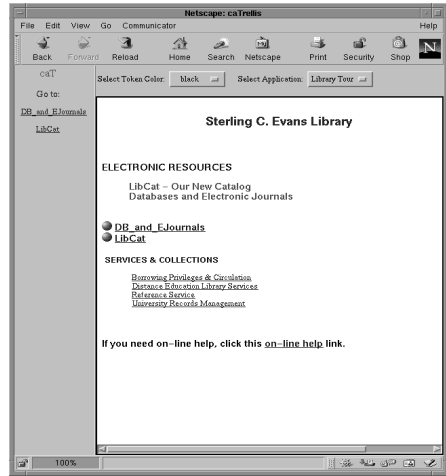 Netscape: caTrellis
File Edit View Go Communicator Help
Back Forward Reload Home Search Netscape Print Security Shop N
caT
Go to:
DB_and_EJournals
LibCat
Select Token Color: black Select Application: Library Tour
Sterling C. Evans Library
ELECTRONIC RESOURCES
LibCat – Our New Catalog
Databases and Electronic Journals
DB_and_EJournals
LibCat
SERVICES & COLLECTIONS
Borrowing Privileges & Circulation
Distance Education Library Services
Reference Service
University Records Management
If you need on–line help, click this on–line help link.
100%